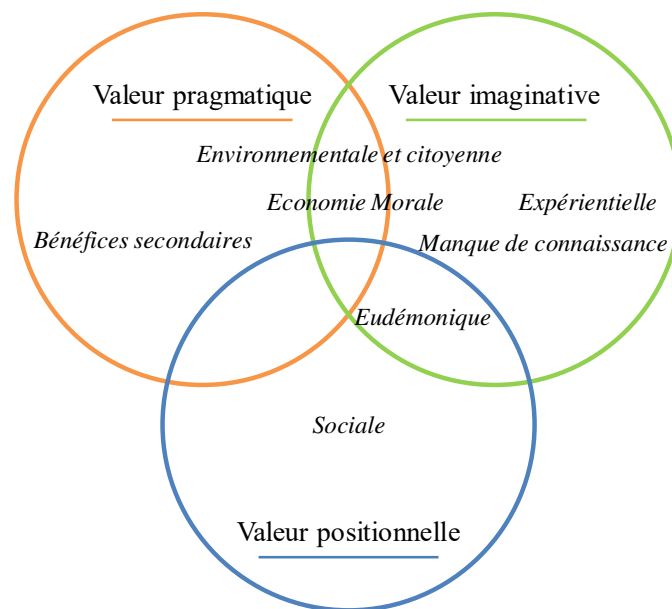 Valeur pragmatique
Valeur imaginative
Environnementale et citoyenne
Economie Morale
Expérientielle
Bénéfices secondaires
Manque de connaissance
Eudémonique
Sociale
Valeur positionnelle